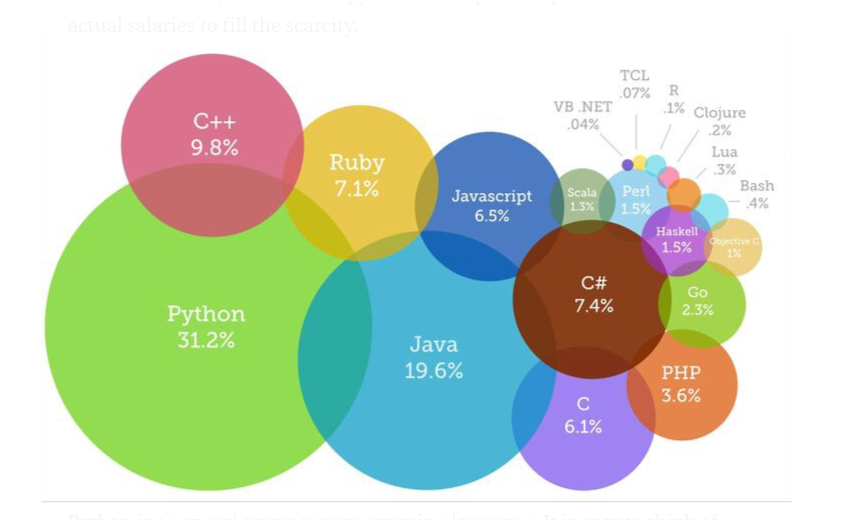 actual salaries to fill the scarcity.
TCL
.07%
R
.1%
VB .NET
.04%
Clojure
.2%
C++
9.8%
Lua
.3%
Ruby
7.1%
Bash
.4%
Javascript
6.5%
Scala
1.3%
Perl
1.5%
Haskell
1.5%
Objective C
1%
C#
7.4%
Go
2.3%
Python
31.2%
Java
19.6%
PHP
3.6%
C
6.1%